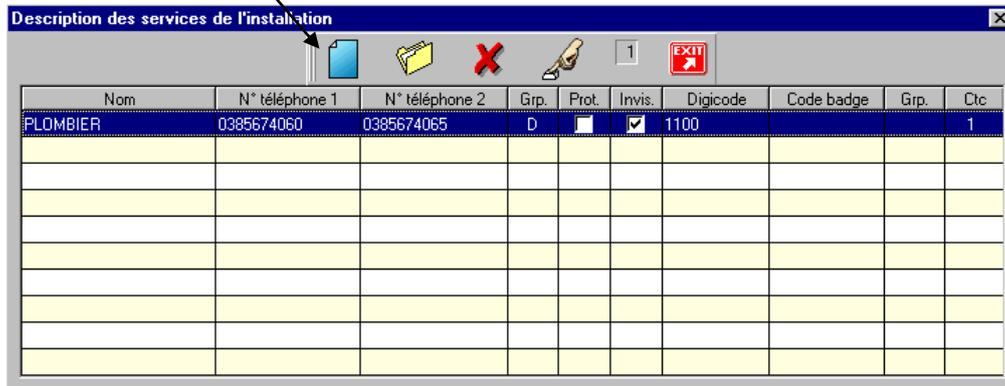 Description des services de l'installation
1 EXIT
Nom N° téléphone 1 N° téléphone 2 Grp. Prot. Invis. Digicode Code badge Grp. Ctc
PLOMBIER 0385674060 0385674065 D 1100 1